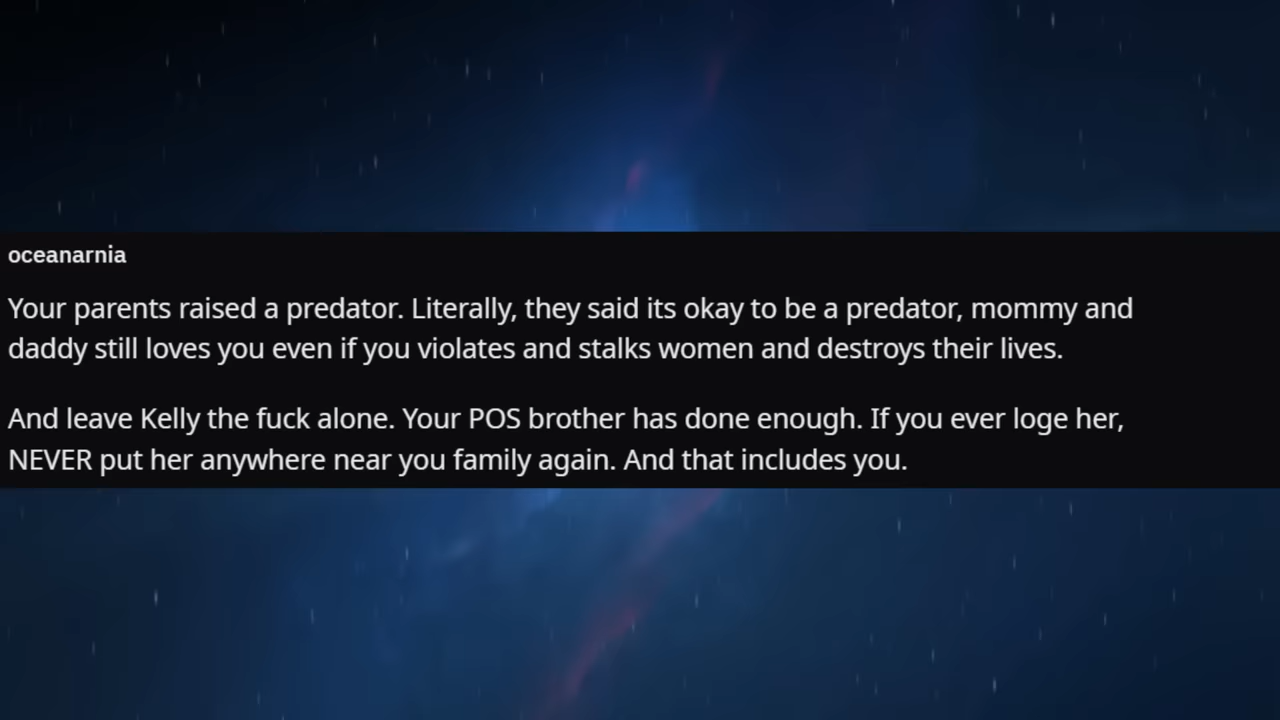 oceanarnia
Your parents raised a predator. Literally, they said its okay to be a predator, mommy and
daddy still loves you even if you violates and stalks women and destroys their lives.
And leave Kelly the fuck alone. Your POS brother has done enough. If you ever loge her,
NEVER put her anywhere near you family again. And that includes you.